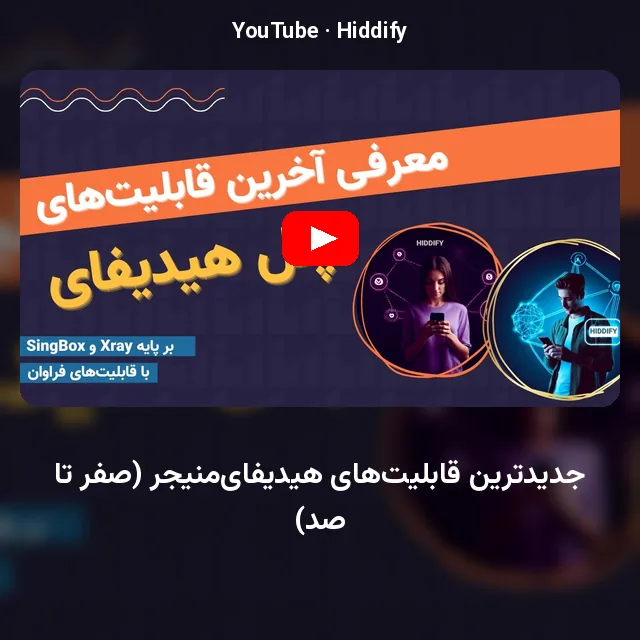 YouTube · Hiddify
معرفی آخرین قابلیت‌های
هیدیفای
HIDDIFY
HIDDIFY
بر پایه Xray و SingBox
با قابلیت‌های فراوان
جدیدترین قابلیت‌های هیدیفای‌منیجر (صفر تا
صد)